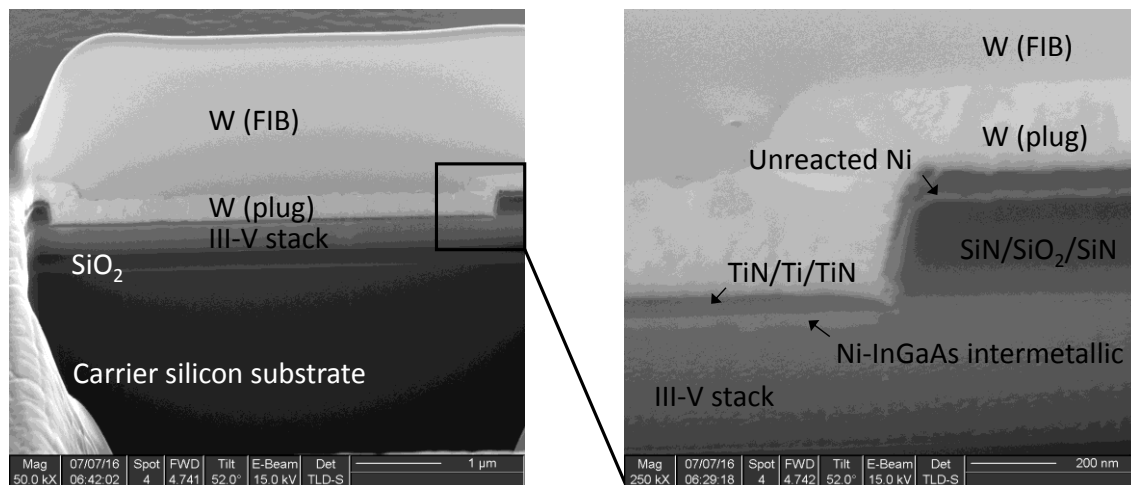 W (FIB)
W (plug)
III-V stack
SiO2
Carrier silicon substrate
Mag 07/07/16 Spot FWD Tilt E-Beam Det 1 µm
50.0 kX 06:42:02 4 4.741 52.0° 15.0 kV TLD-S
W (FIB)
W (plug)
Unreacted Ni
SiN/SiO2/SiN
TiN/Ti/TiN
Ni-InGaAs intermetallic
III-V stack
Mag 07/07/16 Spot FWD Tilt E-Beam Det 200 nm
250 kX 06:29:18 4 4.742 52.0° 15.0 kV TLD-S